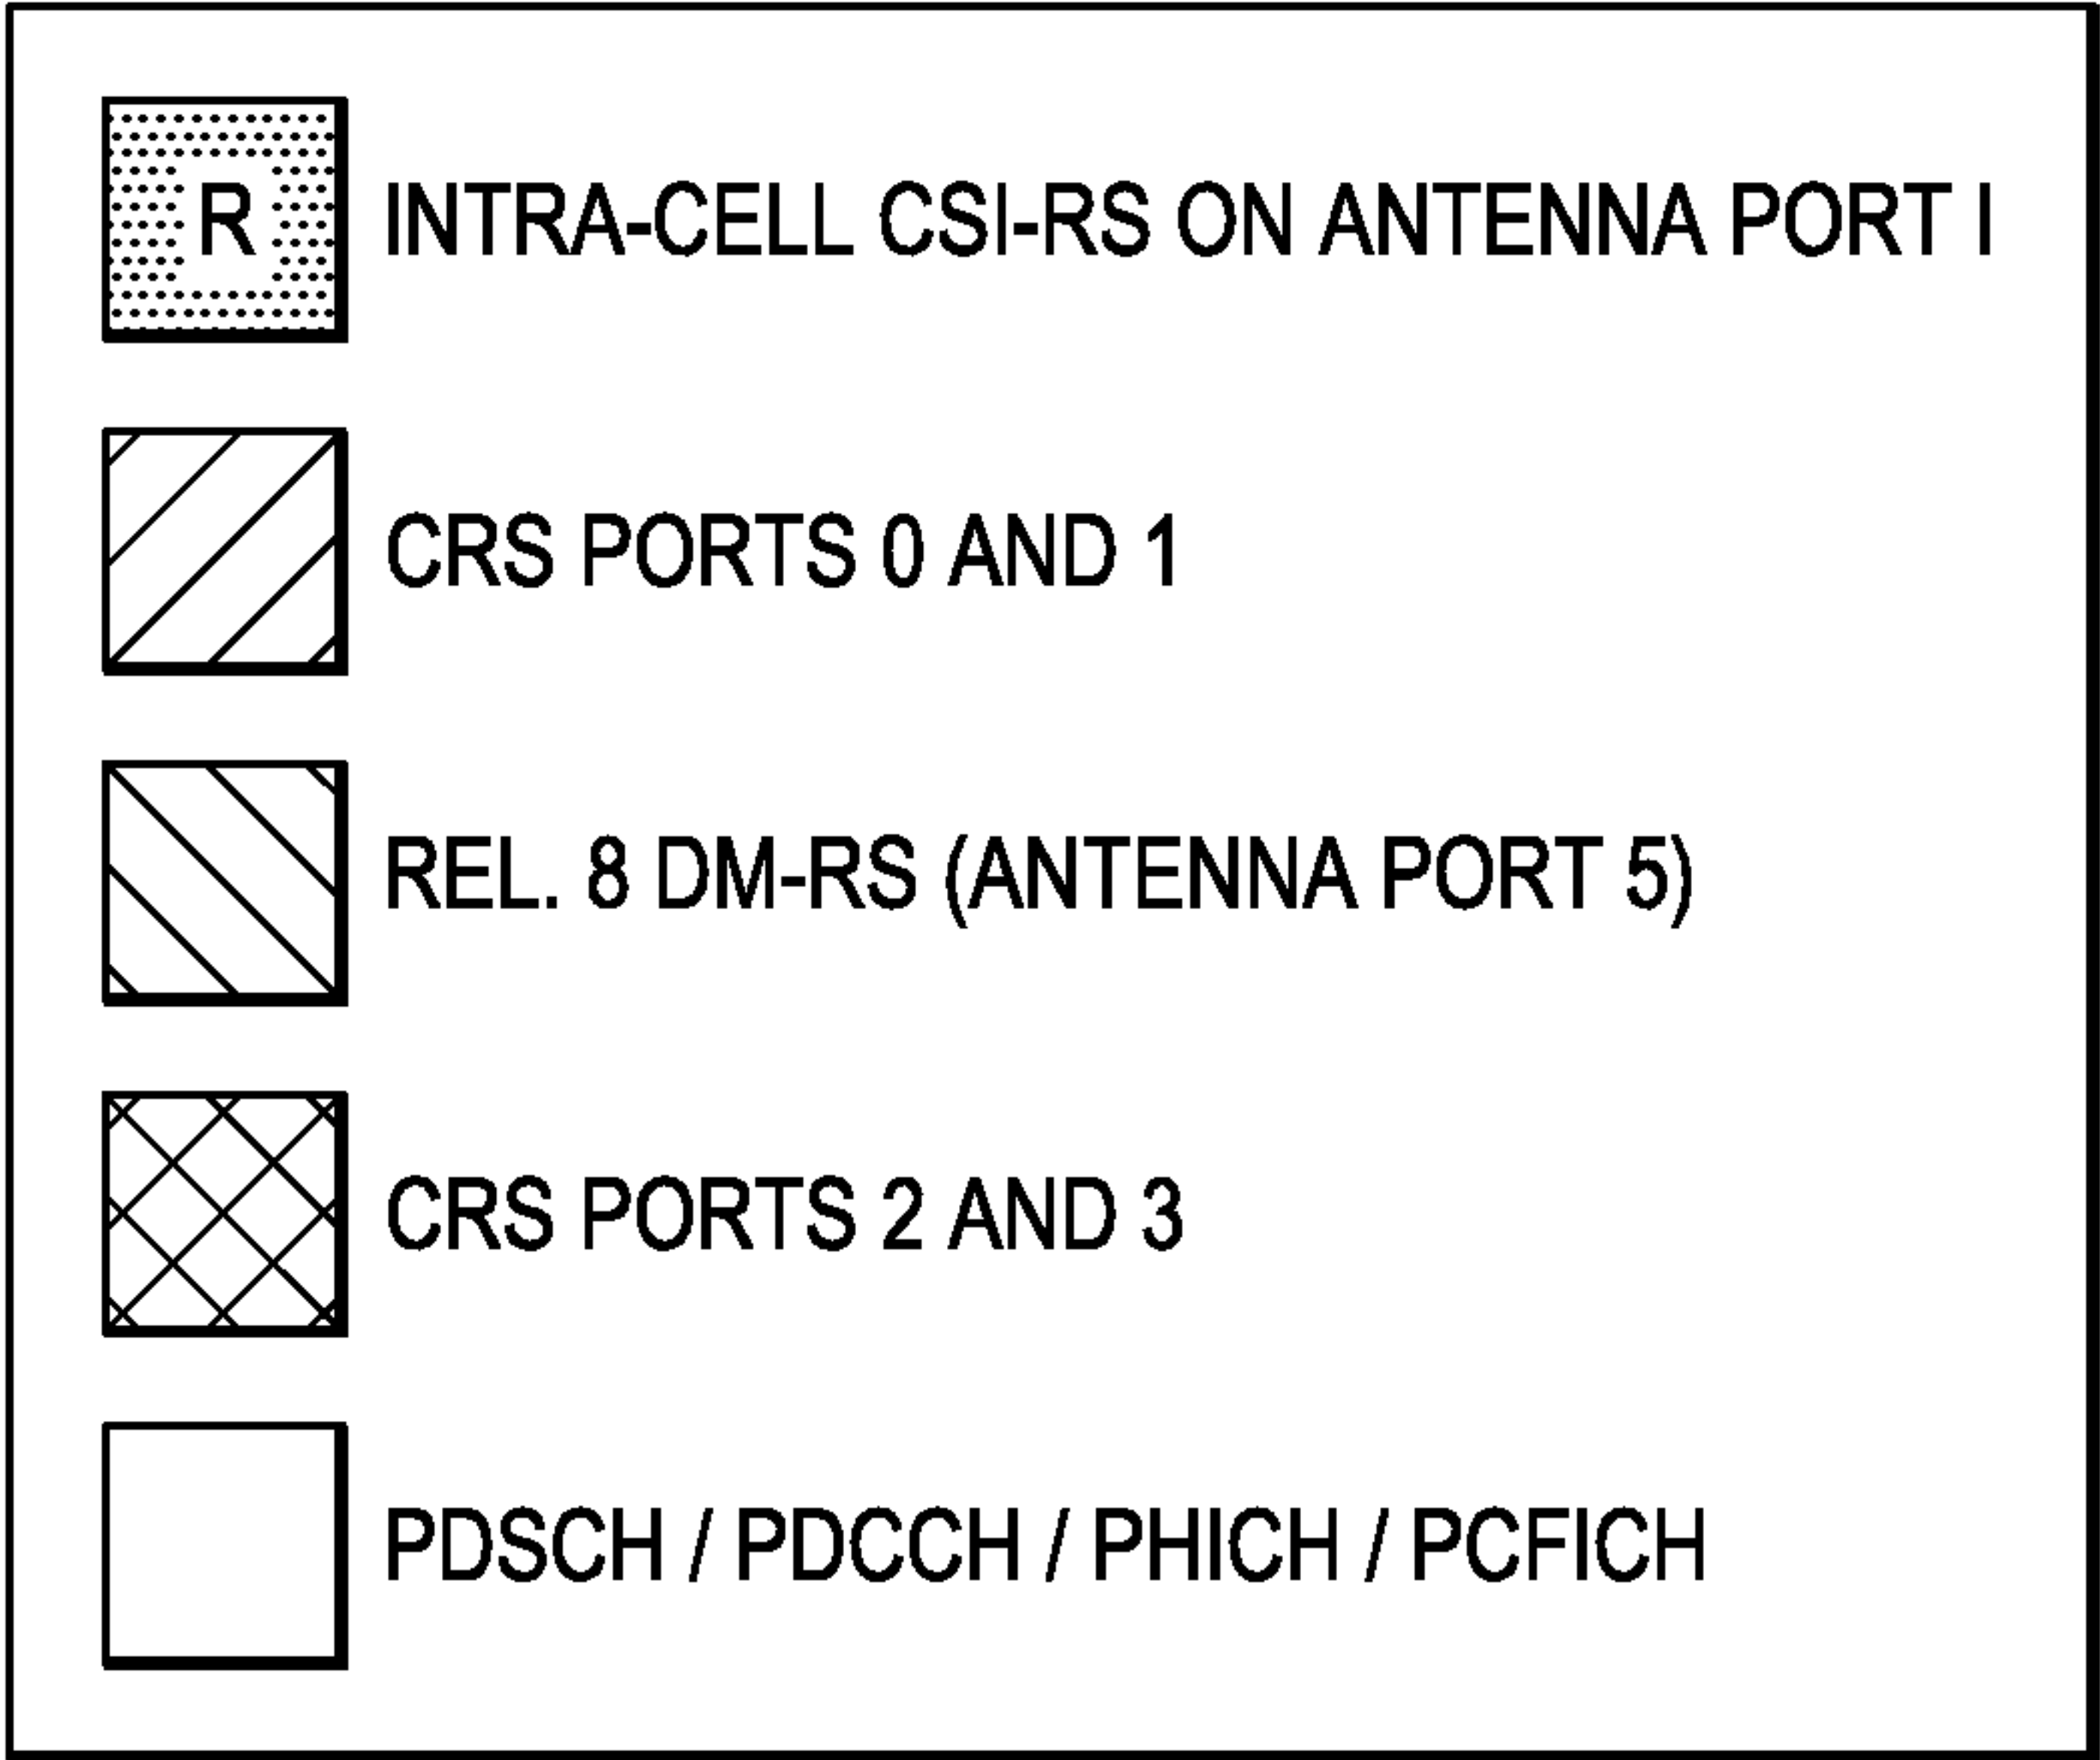 R INTRA-CELL CSI-RS ON ANTENNA PORT I
CRS PORTS 0 AND 1
REL. 8 DM-RS (ANTENNA PORT 5)
CRS PORTS 2 AND 3
PDSCH / PDCCH / PHICH / PCFICH